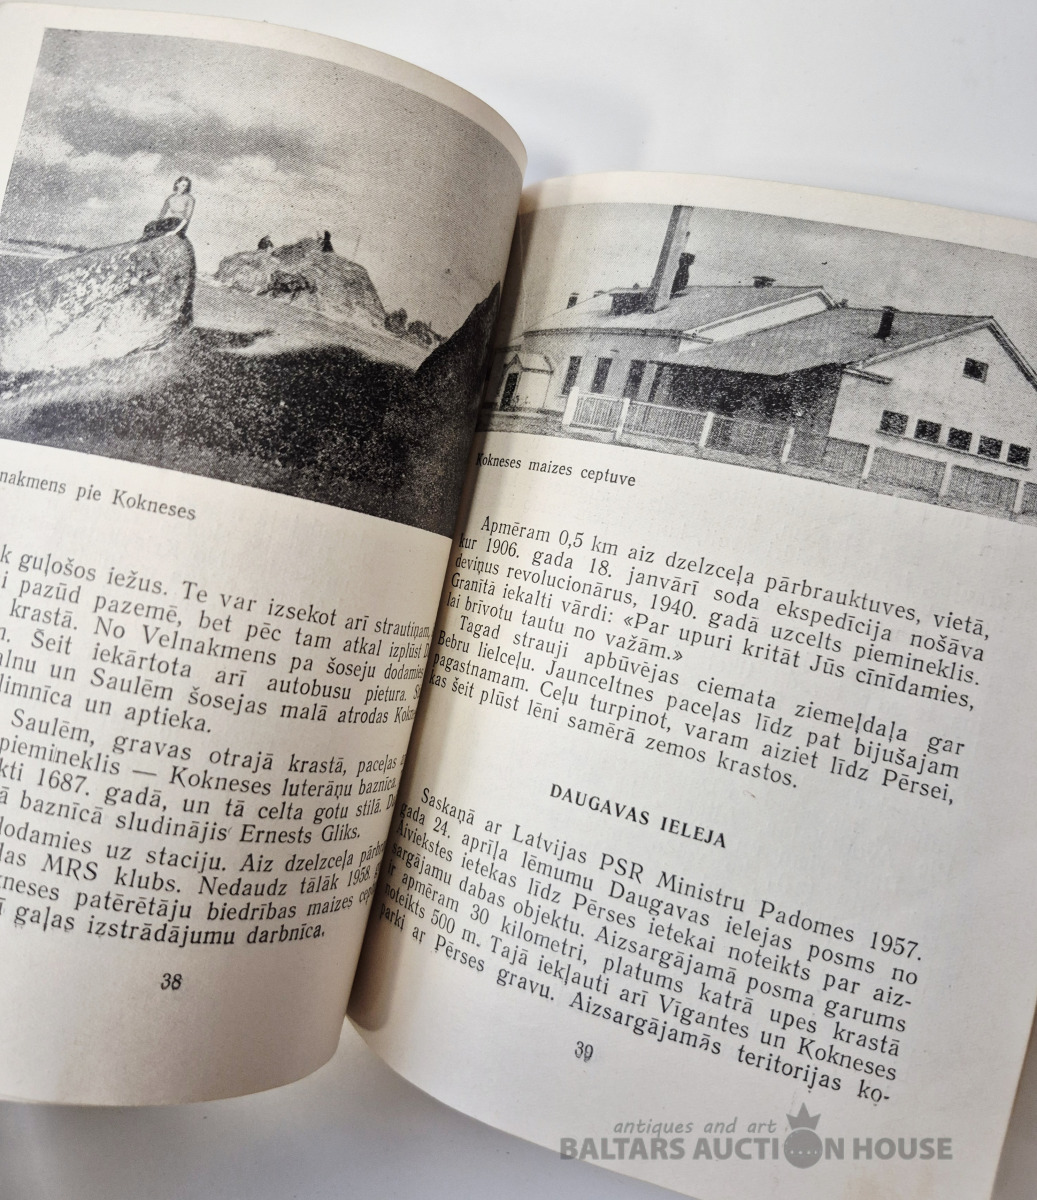 nakmens pie Kokneses
k guļošos iežus. Te var izsekot arī strautiņam,
i pazūd pazemē, bet pēc tam atkal izplūst
krastā. No Velnakmens pa šoseju dodamies
Šeit iekārtota arī autobusu pietura.
alnu un Saulēm šosejas malā atrodas
limnīca un aptieka.
Saulēm, gravas otrajā krastā, paceļas
piemineklis — Kokneses luterāņu baznīca,
kti 1687. gadā, un tā celta gotu stilā.
ā baznīcā sludinājis Ernests Gliks.
dodamies uz staciju. Aiz dzelzceļa
las MRS klubs. Nedaudz tālāk 1958.
neses patērētāju biedrības maizes
ī gaļas izstrādājumu darbnīca.
38
Kokneses maizes ceptuve
Apmēram 0,5 km aiz dzelzceļa pārbrauktuves, vietā,
kur 1906. gada 18. janvārī soda ekspedīcija nošāva
deviņus revolucionārus, 1940. gadā uzcelts piemineklis.
Granītā iekalti vārdi: «Par upuri kritāt Jūs cīnīdamies,
lai brīvotu tautu no važām.»
Tagad strauji apbūvējas ciemata ziemeļdaļa gar
Bebru lielceļu. Jaunceltnes paceļas līdz pat bijušajam
pagastnamam. Ceļu turpinot, varam aiziet līdz Pērsei,
kas šeit plūst lēni samērā zemos krastos.
DAUGAVAS IELEJA
Saskaņā ar Latvijas PSR Ministru Padomes 1957.
gada 24. aprīļa lēmumu Daugavas ielejas posms no
Aiviekstes ietekas līdz Pērses ietekai noteikts par aiz-
sargājamu dabas objektu. Aizsargājamā posma garums
ir apmēram 30 kilometri, platums katrā upes krastā
noteikts 500 m. Tajā iekļauti arī Vīgantes un Kokneses
parki ar Pērses gravu. Aizsargājamās teritorijas ko-
39
antiques and art
BALTARS AUCTION HOUSE